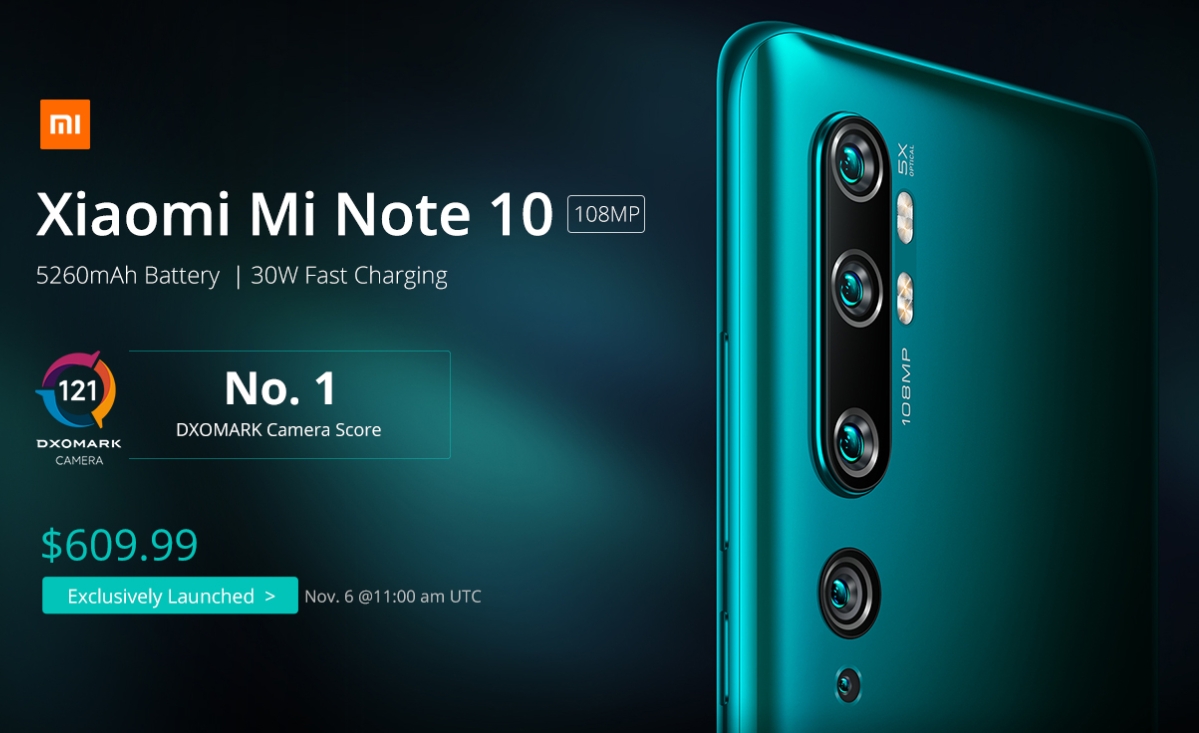 mi
Xiaomi Mi Note 10 108MP
5260mAh Battery | 30W Fast Charging
121
DXOMARK
CAMERA
No. 1
DXOMARK Camera Score
$609.99
Exclusively Launched > Nov. 6 @11:00 am UTC
5X
OPTICAL
108MP